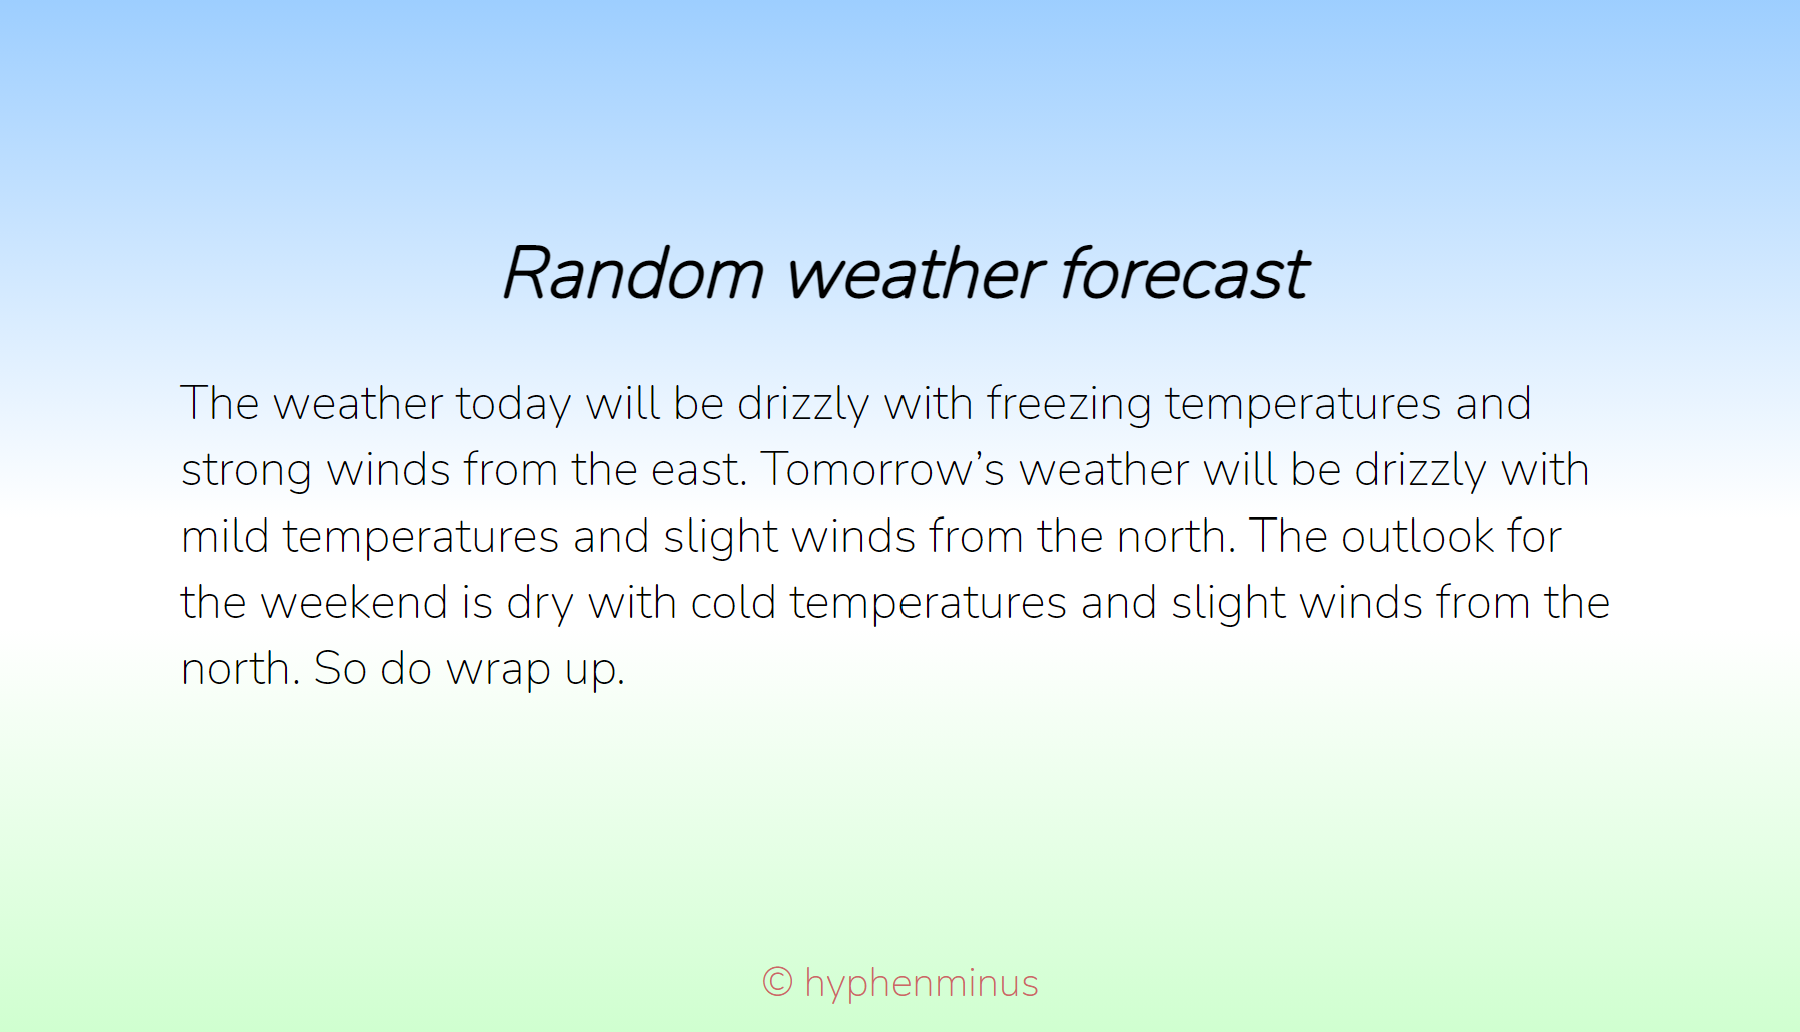 Random weather forecast
The weather today will be drizzly with freezing temperatures and
strong winds from the east. Tomorrow’s weather will be drizzly with
mild temperatures and slight winds from the north. The outlook for
the weekend is dry with cold temperatures and slight winds from the
north. So do wrap up.
© hyphenminus